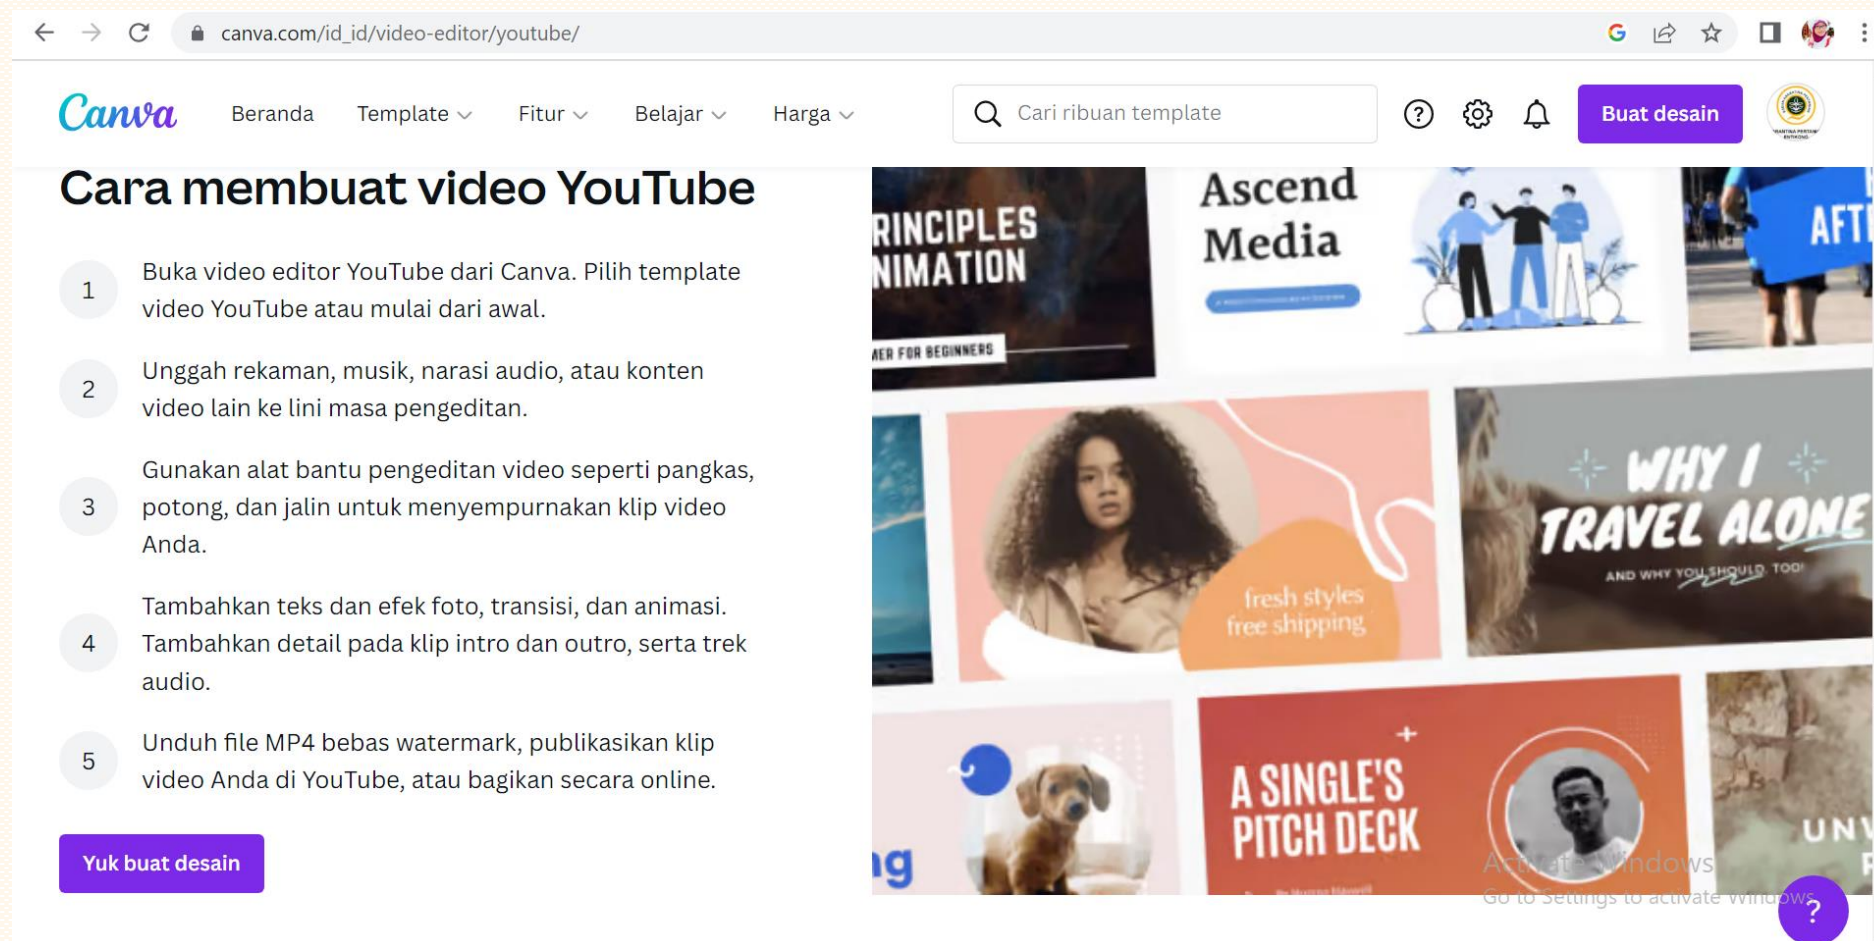 canva.com/id_id/video-editor/youtube/
Canva
Beranda
Template
Fitur
Belajar
Harga
Cari ribuan template
Buat desain
Cara membuat video YouTube
1
Buka video editor YouTube dari Canva. Pilih template
video YouTube atau mulai dari awal.
2
Unggah rekaman, musik, narasi audio, atau konten
video lain ke lini masa pengeditan.
3
Gunakan alat bantu pengeditan video seperti pangkas,
potong, dan jalin untuk menyempurnakan klip video
Anda.
4
Tambahkan teks dan efek foto, transisi, dan animasi.
Tambahkan detail pada klip intro dan outro, serta trek
audio.
5
Unduh file MP4 bebas watermark, publikasikan klip
video Anda di YouTube, atau bagikan secara online.
Yuk buat desain
RINCIPLES
NIMATION
MER FOR BEGINNERS
Ascend
Media
AFT
fresh styles
free shipping
WHY I
TRAVEL ALONE
AND WHY YOU SHOULD, TOO!
ng
A SINGLE'S
PITCH DECK
UNV
Activate Windows
Go to Settings to activate Windows.
?